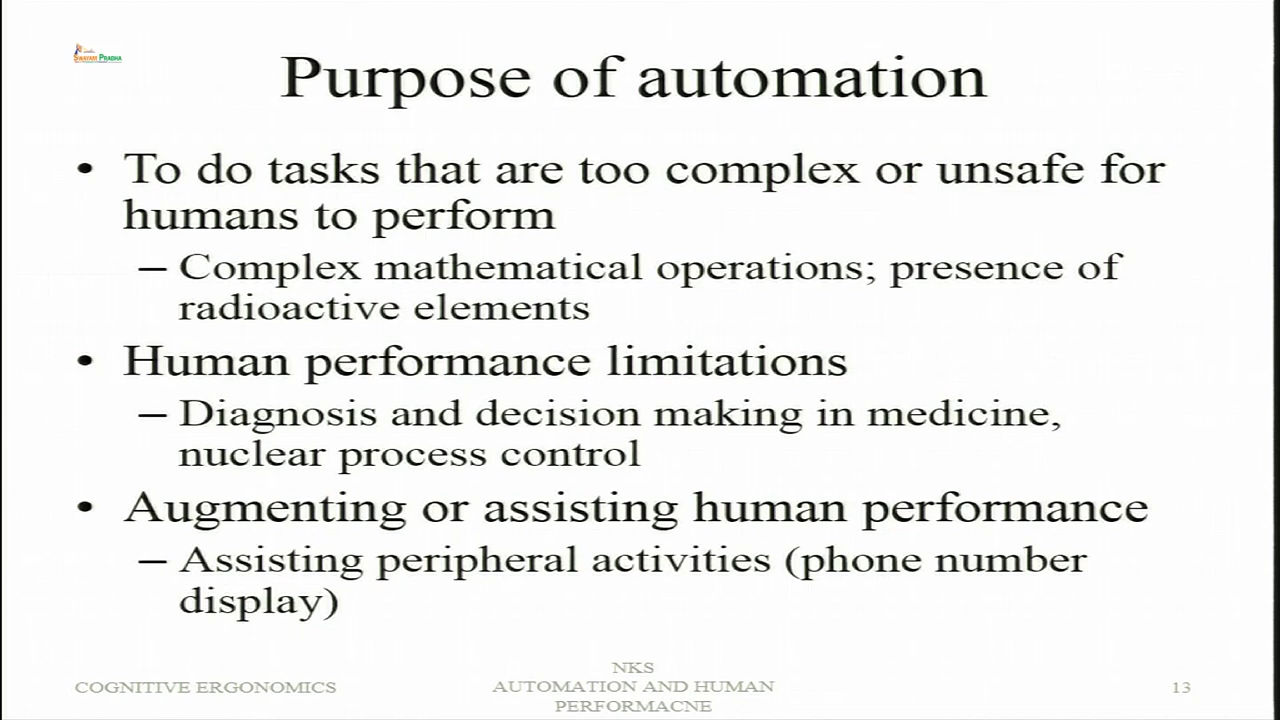 SWAYAM PRABHA
Purpose of automation
• To do tasks that are too complex or unsafe for
humans to perform
– Complex mathematical operations; presence of
radioactive elements
• Human performance limitations
– Diagnosis and decision making in medicine,
nuclear process control
• Augmenting or assisting human performance
– Assisting peripheral activities (phone number
display)
COGNITIVE ERGONOMICS
NKS
AUTOMATION AND HUMAN
PERFORMACNE
13